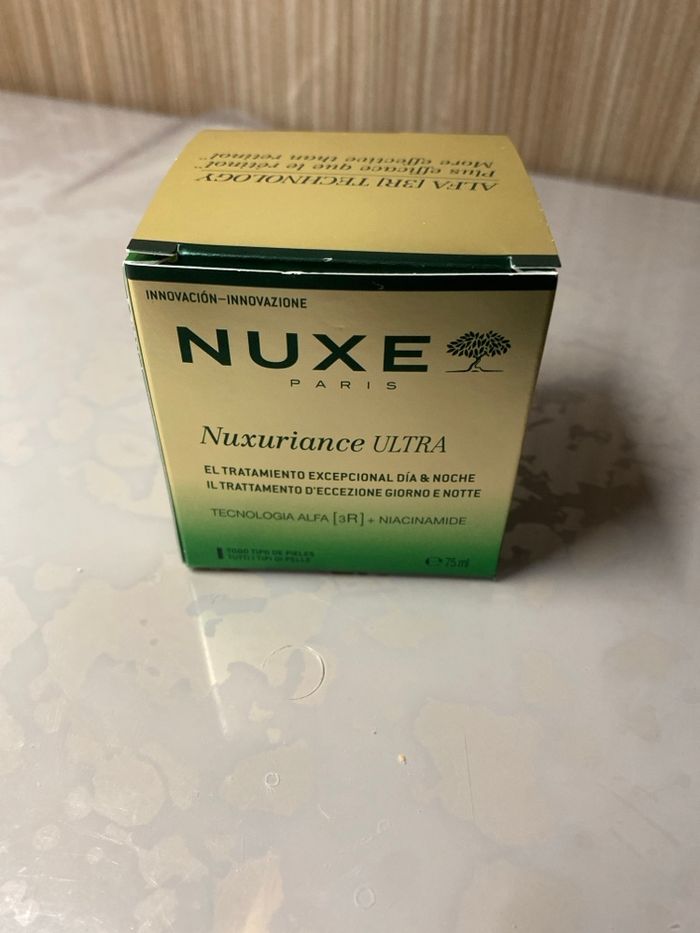 ALFA [3R] TECHNOLOGY
Plus efficace que le rétinol"
More effective than retinol"
INNOVACIÓN–INNOVAZIONE
NUXE
PARIS
Nuxuriance ULTRA
EL TRATAMIENTO EXCEPCIONAL DÍA & NOCHE
IL TRATTAMENTO D'ECCEZIONE GIORNO E NOTTE
TECNOLOGIA ALFA [3R] + NIACINAMIDE
TODO TIPO DE PIELES
TUTTI I TIPI DI PELLE
℮ 75 ml